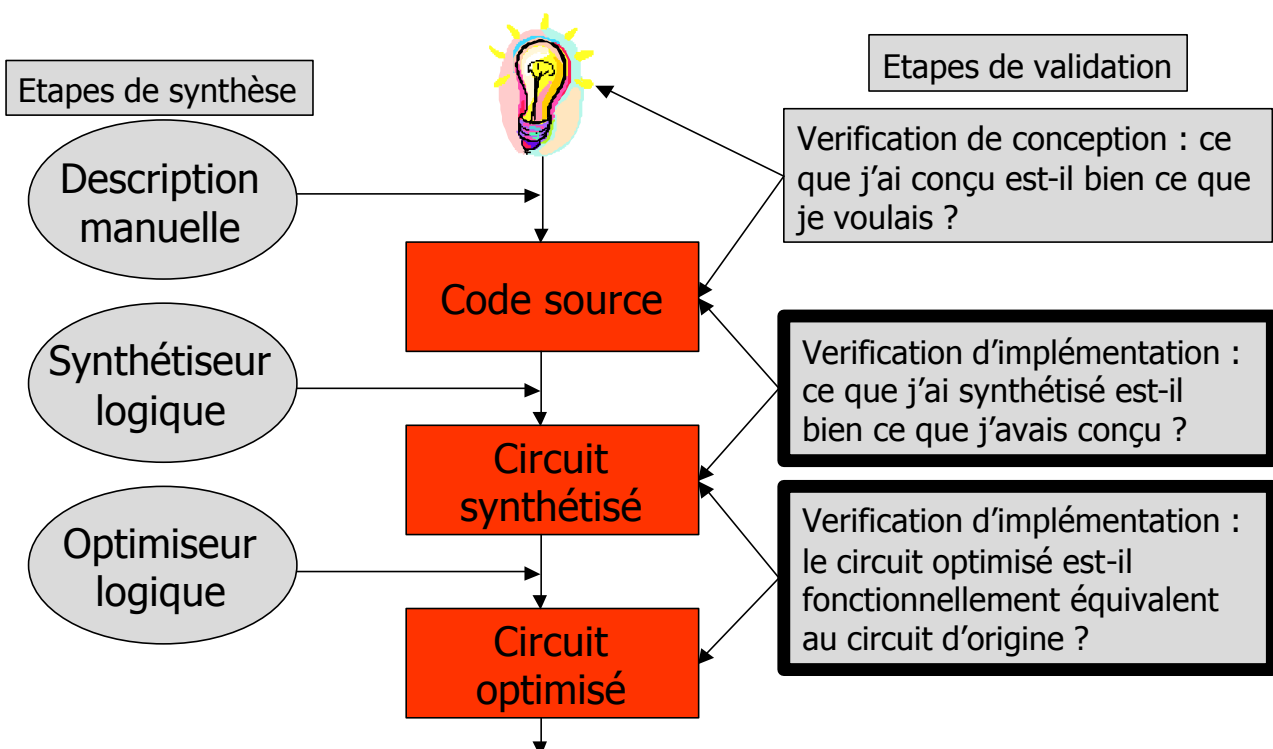 Etapes de synthèse
Etapes de validation
Description
manuelle
Verification de conception : ce
que j'ai conçu est-il bien ce que
je voulais ?
Code source
Synthétiseur
logique
Verification d'implémentation :
ce que j'ai synthétisé est-il
bien ce que j'avais conçu ?
Circuit
synthétisé
Optimiseur
logique
Verification d'implémentation :
le circuit optimisé est-il
fonctionnellement équivalent
au circuit d'origine ?
Circuit
optimisé